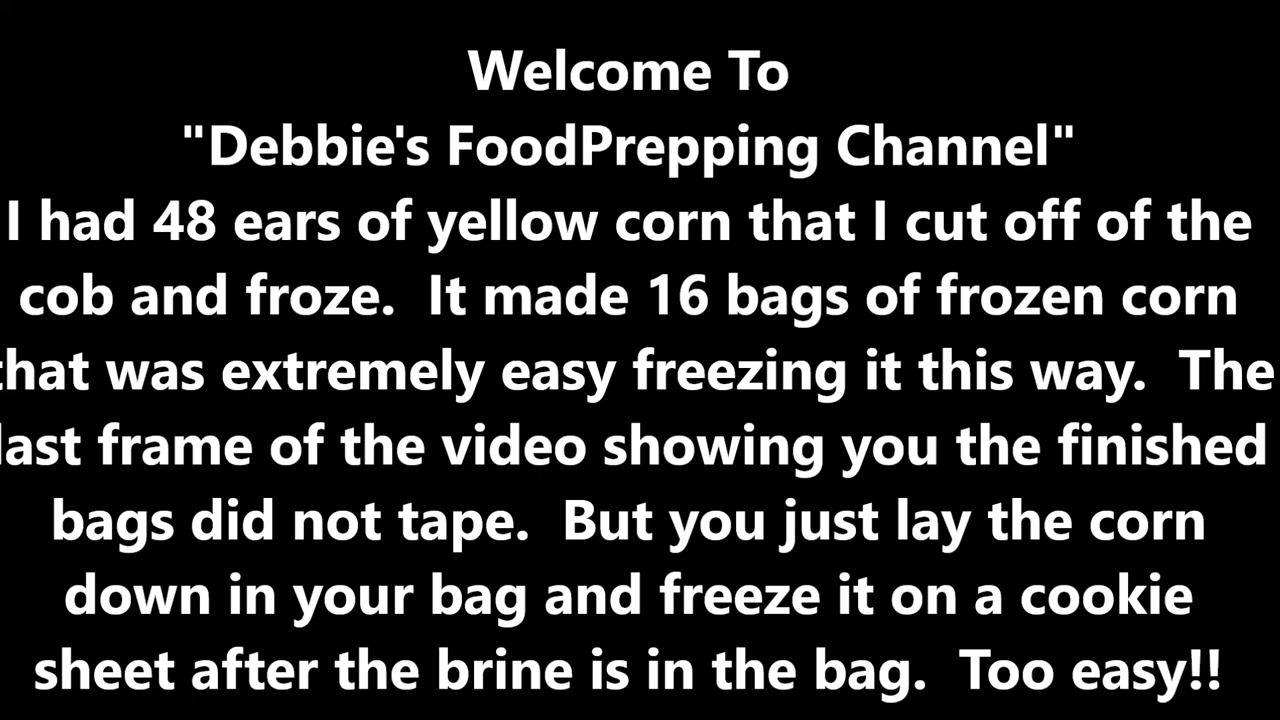 Welcome To
"Debbie's FoodPrepping Channel"
I had 48 ears of yellow corn that I cut off of the
cob and froze.  It made 16 bags of frozen corn
that was extremely easy freezing it this way.  The
last frame of the video showing you the finished
bags did not tape.  But you just lay the corn
down in your bag and freeze it on a cookie
sheet after the brine is in the bag.  Too easy!!